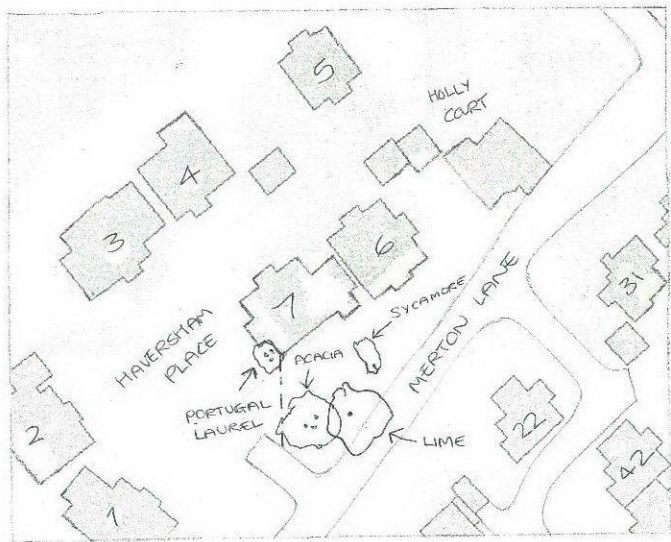 5
HOLLY
COURT
4
3
6
31
7
SYCAMORE
MERTON LANE
HAVERSHAM
PLACE
ACACIA
PORTUGAL
LAUREL
LIME
2
22
42
1